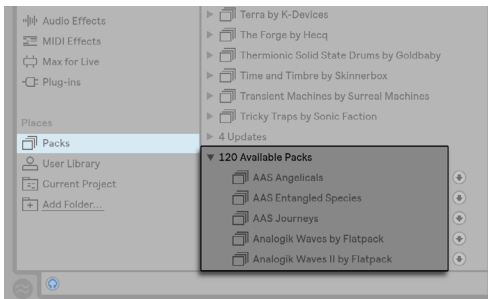 Audio Effects
MIDI Effects
Max for Live
Plug-ins
Places
Packs
User Library
Current Project
Add Folder...
Terra by K-Devices
The Forge by Hecq
Thermionic Solid State Drums by Goldbaby
Time and Timbre by Skinnerbox
Transient Machines by Surreal Machines
Tricky Traps by Sonic Faction
4 Updates
120 Available Packs
AAS Angelicals
AAS Entangled Species
AAS Journeys
Analogik Waves by Flatpack
Analogik Waves II by Flatpack